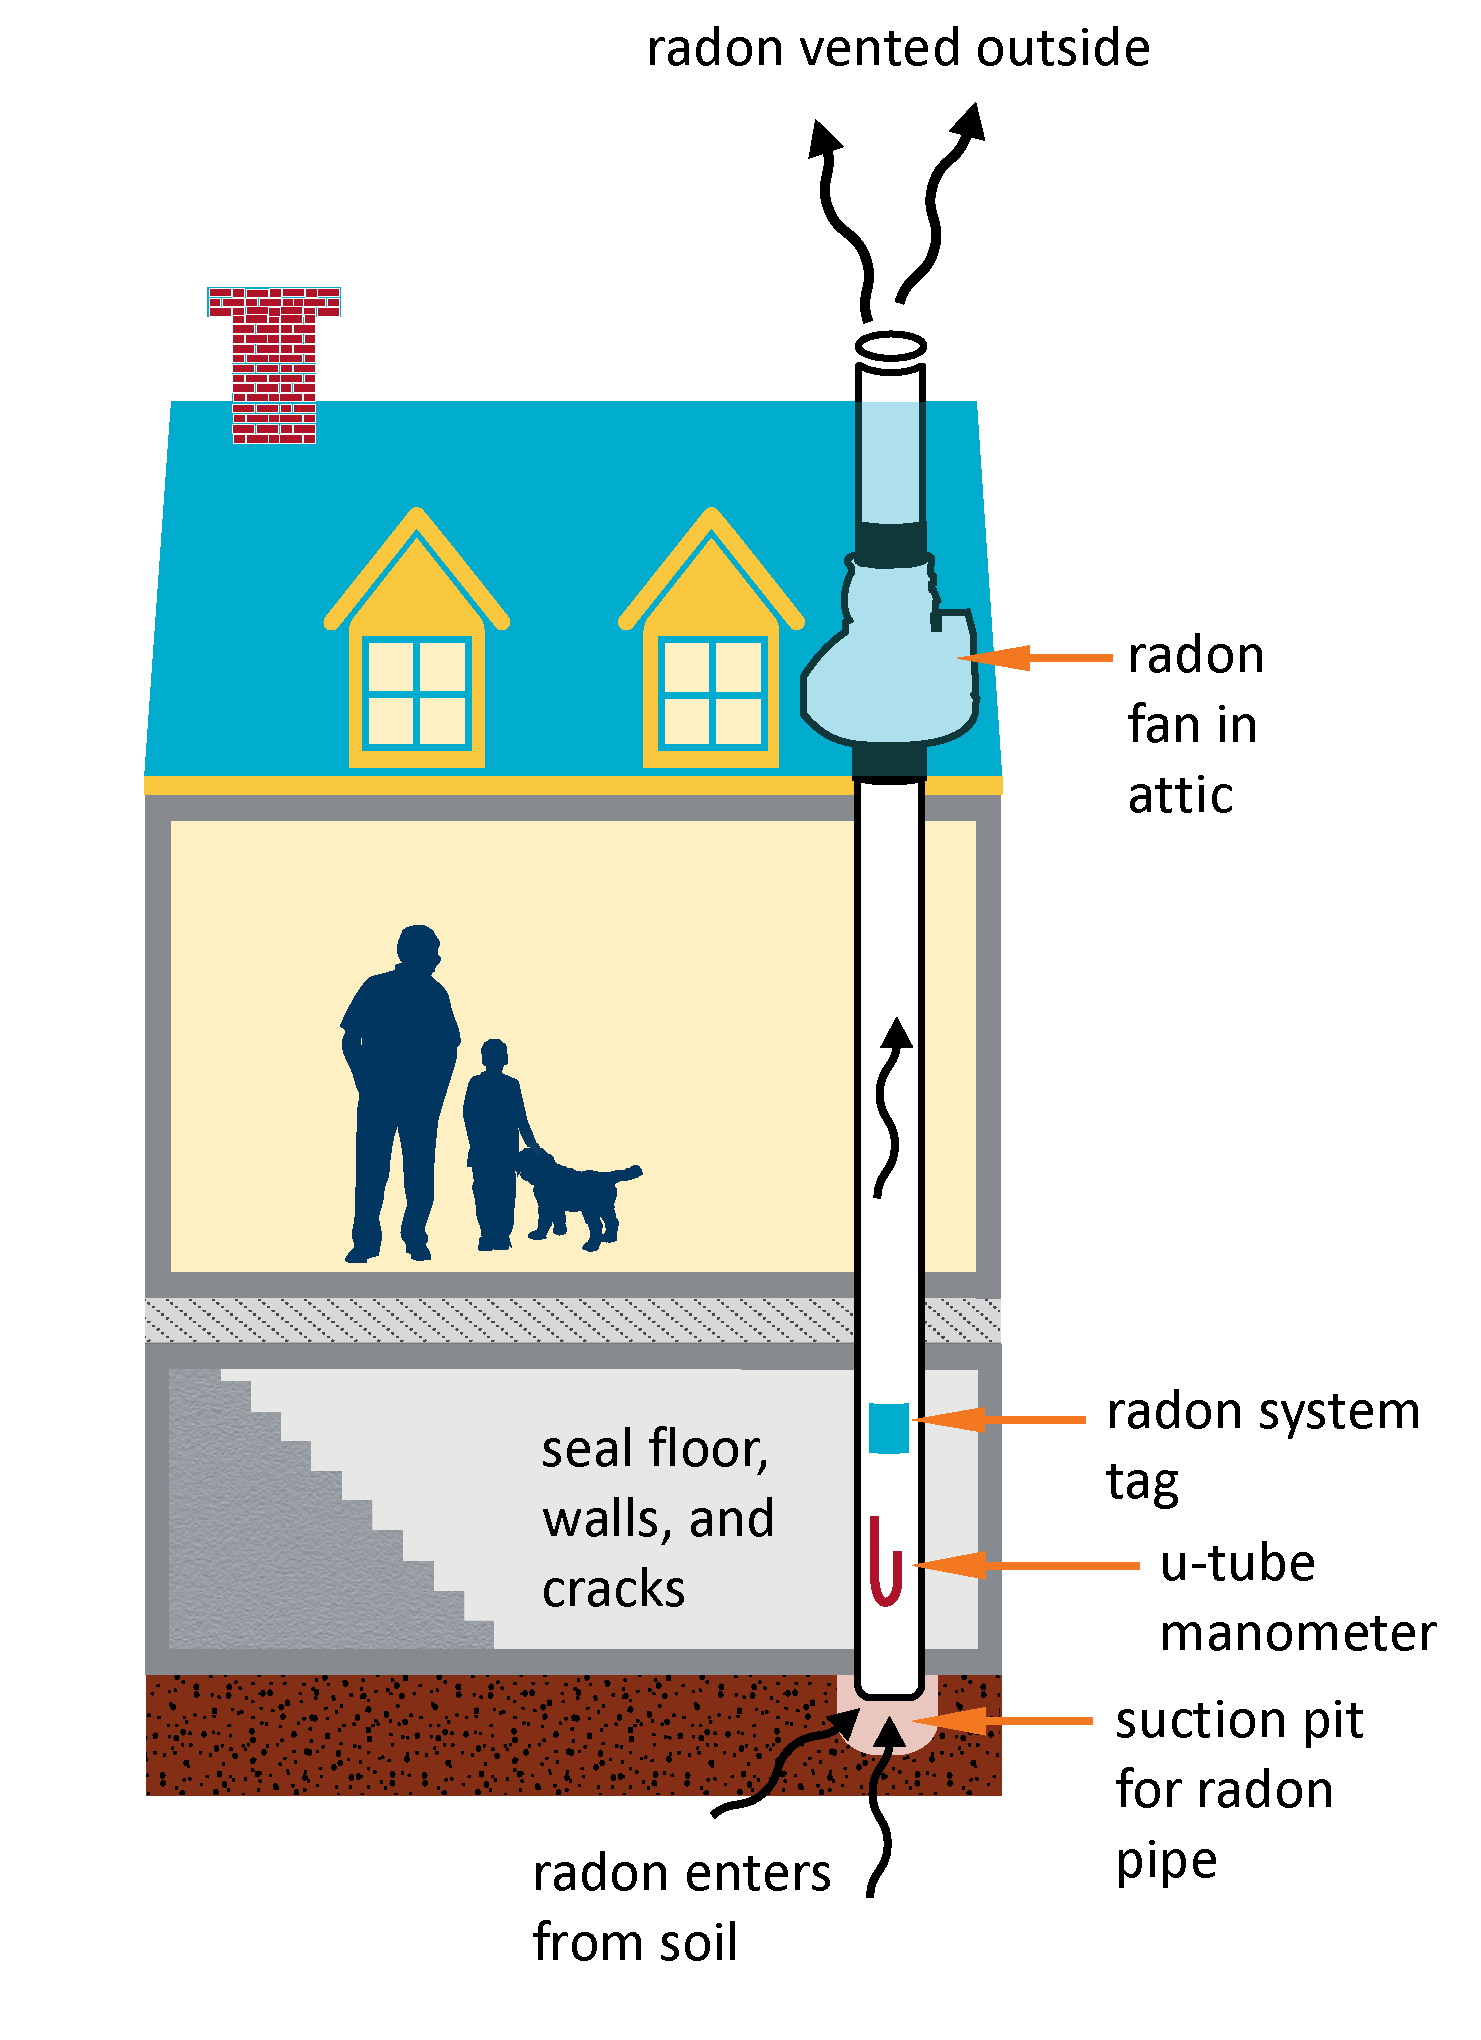 radon vented outside
radon
fan in
attic
radon system
tag
seal floor,
walls, and
cracks
u-tube
manometer
suction pit
for radon
pipe
radon enters
from soil